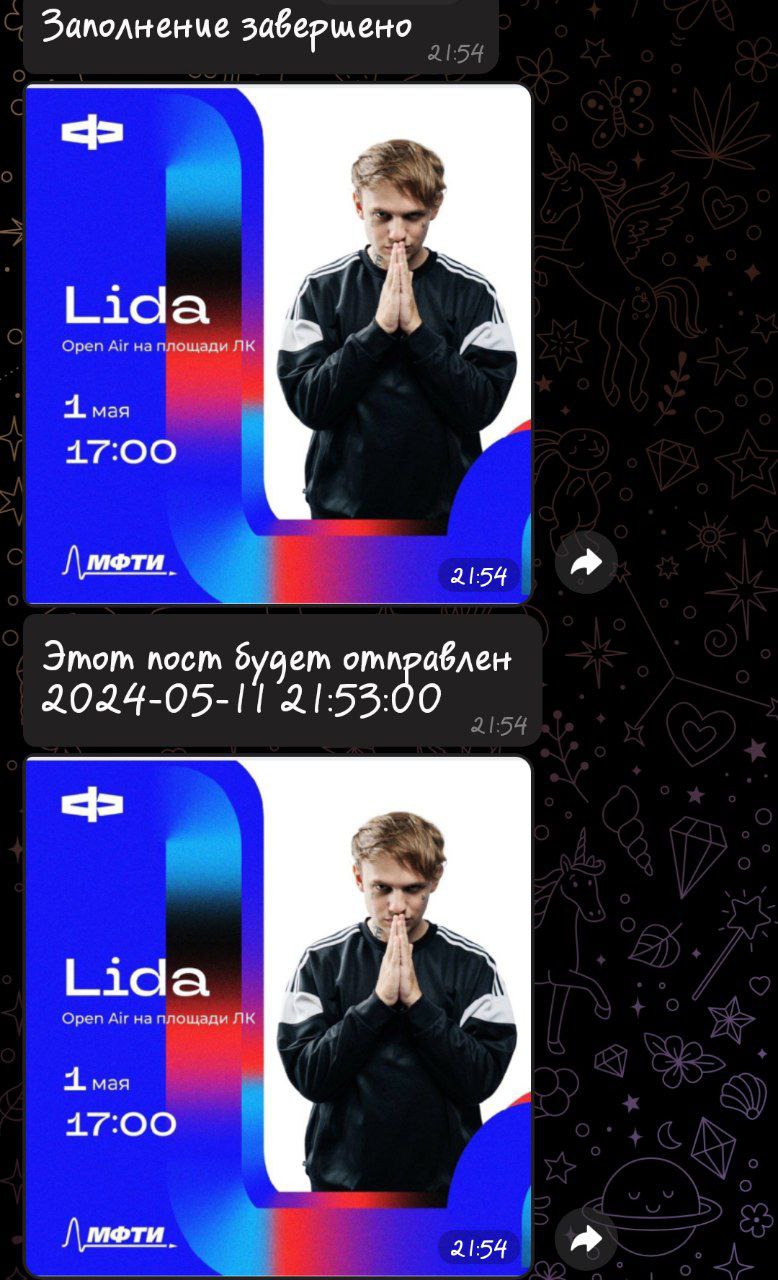 Заполнение завершено
21:54
Lida
Open Air на площади ЛК
1 мая
17:00
МФТИ
21:54
Этот пост будет отправлен
2024-05-11 21:53:00
21:54
Lida
Open Air на площади ЛК
1 мая
17:00
МФТИ
21:54